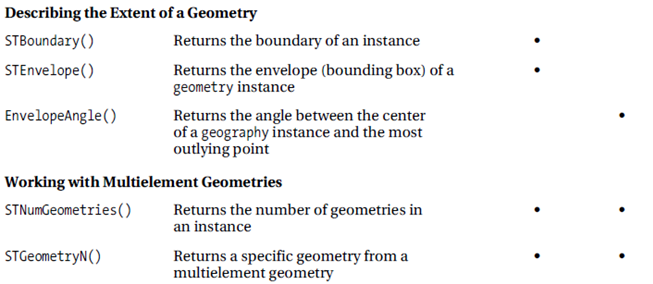 Describing the Extent of a Geometry
STBoundary() Returns the boundary of an instance •
STEnvelope() Returns the envelope (bounding box) of a •
geometry instance
EnvelopeAngle() Returns the angle between the center •
of a geography instance and the most
outlying point
Working with Multielement Geometries
STNumGeometries() Returns the number of geometries in • •
an instance
STGeometryN() Returns a specific geometry from a • •
multielement geometry